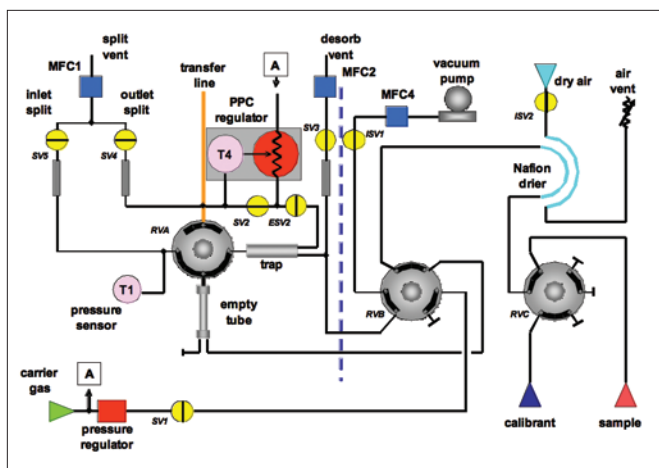 split
vent
MFC1
inlet
split
outlet
split
SV5
SV4
transfer
line
A
PPC
regulator
T4
desorb
vent
MFC2
SV3
ISV1
MFC4
vacuum
pump
dry air
ISV2
air
vent
Nafion
drier
RVA
SV2
ESV2
trap
T1
pressure
sensor
empty
tube
RVB
RVC
carrier
gas
A
pressure
regulator
SV1
calibrant
sample